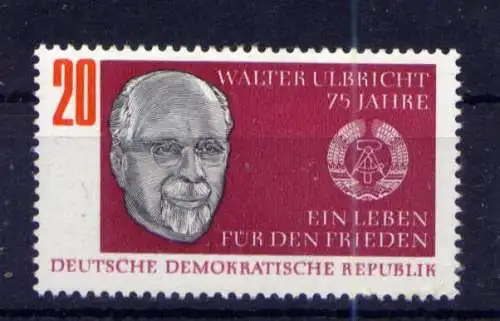 20
WALTER ULBRICHT
75 JAHRE
EIN LEBEN
FÜR DEN FRIEDEN
DEUTSCHE DEMOKRATISCHE REPUBLIK